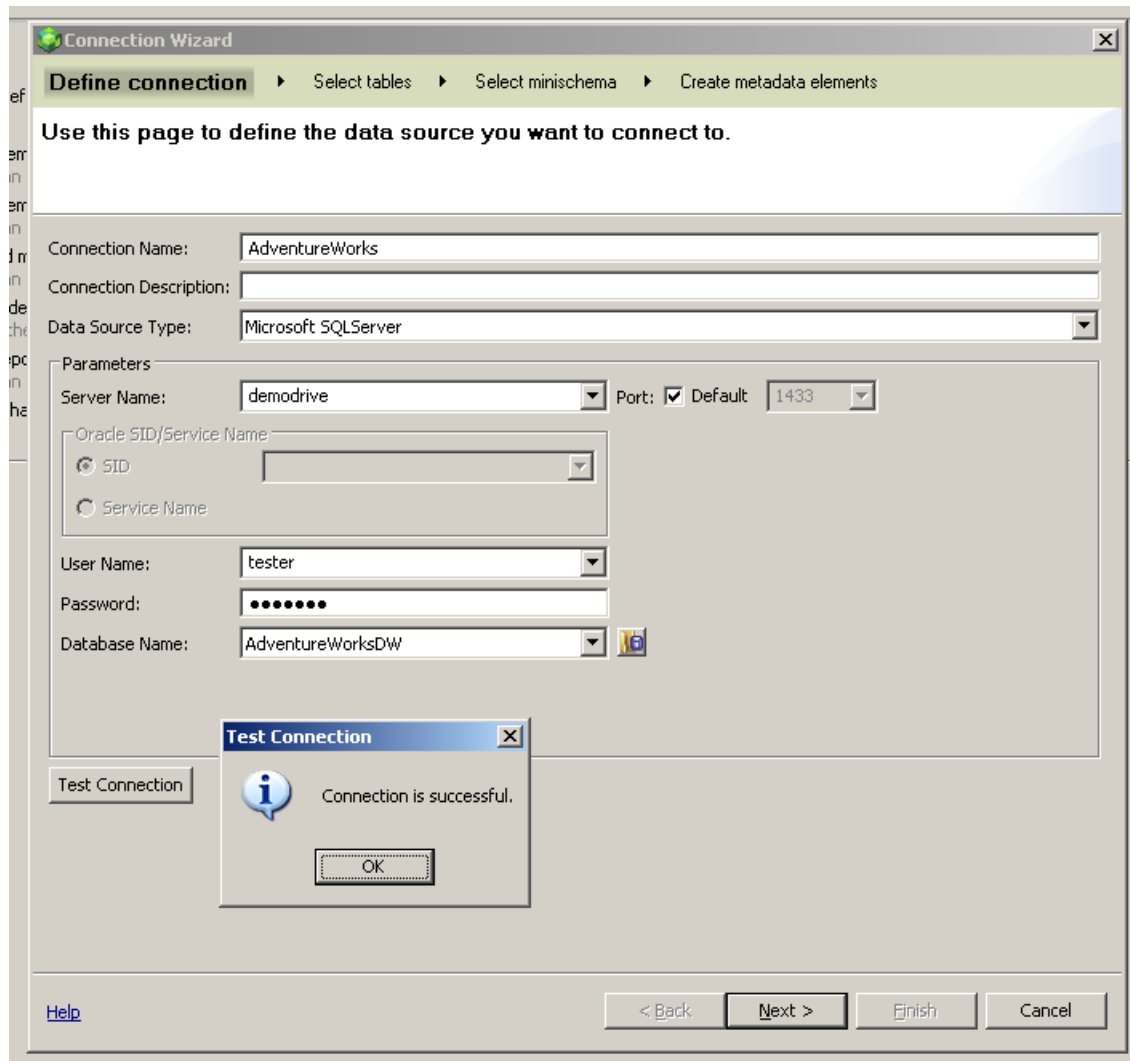 Connection Wizard
Define connection Select tables Select minischema Create metadata elements
Use this page to define the data source you want to connect to.
Connection Name: AdventureWorks
Connection Description:
Data Source Type: Microsoft SQLServer
Parameters
Server Name: demodrive Port: Default 1433
Oracle SID/Service Name
SID
Service Name
User Name: tester
Password: •••••••
Database Name: AdventureWorksDW
Test Connection
Test Connection
Connection is successful.
OK
Help < Back Next > Finish Cancel